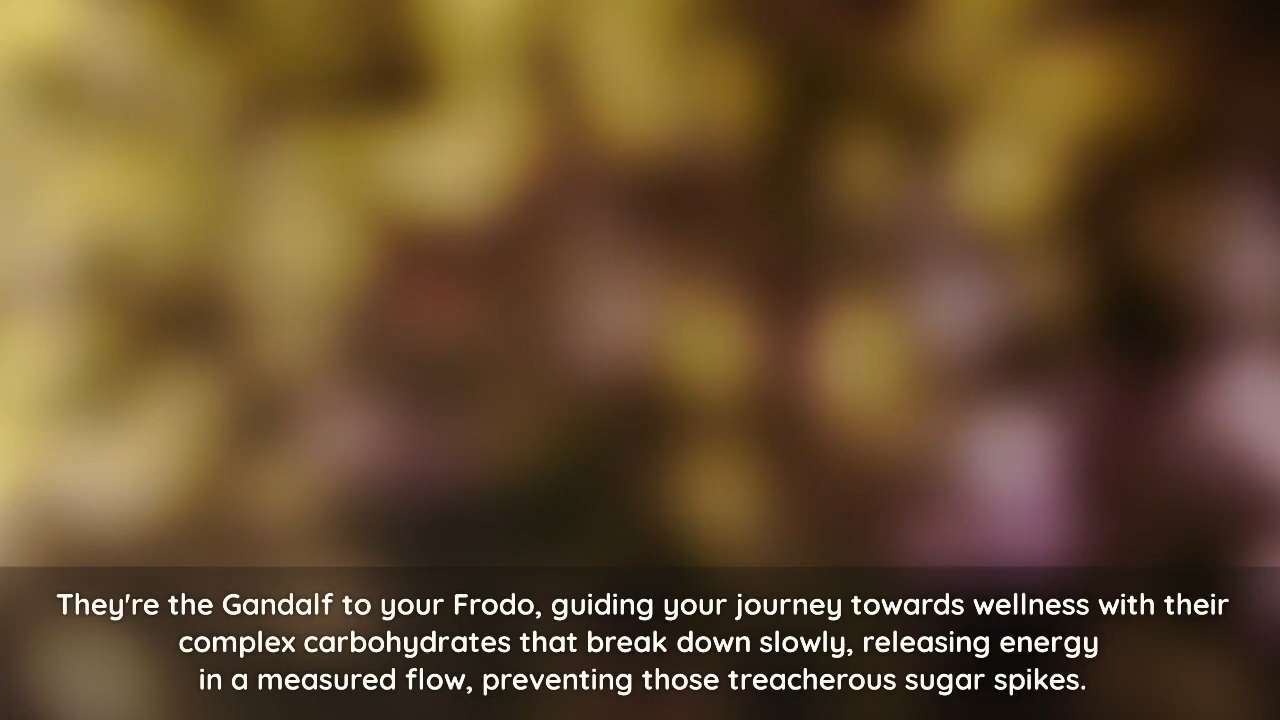 They're the Gandalf to your Frodo, guiding your journey towards wellness with their
complex carbohydrates that break down slowly, releasing energy
in a measured flow, preventing those treacherous sugar spikes.